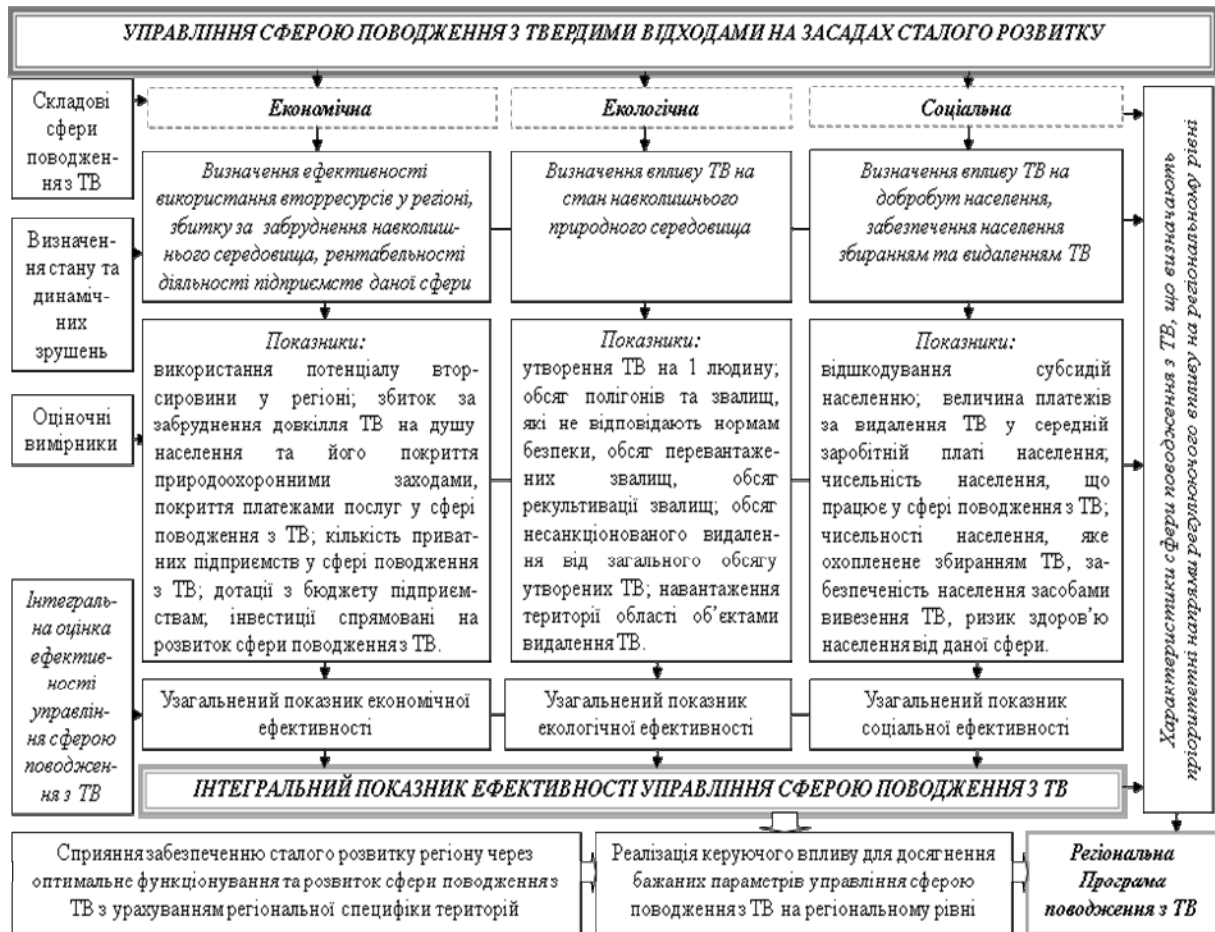 УПРАВЛІННЯ СФЕРОЮ ПОВОДЖЕННЯ З ТВЕРДИМИ ВІДХОДАМИ НА ЗАСАДАХ СТАЛОГО РОЗВИТКУ
Складові
сфери
поводжен-
ня з ТВ
Економічна
Екологічна
Соціальна
Визначен-
ня стану та
динаміч-
них
зрушень
Визначення ефективності
використання вторресурсів у регіоні,
збитку за забруднення навколиш-
нього середовища, рентабельності
діяльності підприємств даної сфери
Визначення впливу ТВ на
стан навколишнього
природного середовища
Визначення впливу ТВ на
добробут населення,
забезпечення населення
збиранням та видаленням ТВ
Оціночні
вимірники
Показники:
використання потенціалу втор-
сировини у регіоні; збиток за
забруднення довкілля ТВ на душу
населення та його покриття
природоохоронними заходами,
покриття платежами послуг у сфері
поводження з ТВ; кількість приват-
них підприємств у сфері поводження
з ТВ; дотації з бюджету підприєм-
ствам; інвестиції спрямовані на
розвиток сфери поводження з ТВ.
Показники:
утворення ТВ на 1 людину;
обсяг полігонів та звалищ,
які не відповідають нормам
безпеки, обсяг перевантаже-
них звалищ, обсяг
рекультивації звалищ; обсяг
несанкціонованого видален-
ня від загального обсягу
утворених ТВ; навантаження
території області об’єктами
видалення ТВ.
Показники:
відшкодування субсидій
населенню; величина платежів
за видалення ТВ у середній
заробітній платі населення;
чисельність населення, що
працює у сфері поводження з ТВ;
чисельності населення, яке
охопленене збиранням ТВ, за-
безпеченість населення засобами
вивезення ТВ, ризик здоров’ю
населення від даної сфери.
Інтеграль-
на оцінка
ефектив-
ності
управлін-
ня сферою
поводжен-
ня з ТВ
Узагальнений показник економічної
ефективності
Узагальнений показник
екологічної ефективності
Узагальнений показник
соціальної ефективності
ІНТЕГРАЛЬНИЙ ПОКАЗНИК ЕФЕКТИВНОСТІ УПРАВЛІННЯ СФЕРОЮ ПОВОДЖЕННЯ З ТВ
Характеристики сфери поводження з ТВ, що визначають
пріоритетні напрями регулюючого впливу на регіональному рівні
Сприяння забезпеченню сталого розвитку регіону через
оптимальне функціонування та розвиток сфери поводження з
ТВ з урахуванням регіональної специфіки територій
Реалізація керуючого впливу для досягнення
бажаних параметрів управління сферою
поводження з ТВ на регіональному рівні
Регіональна
Програма
поводження з ТВ